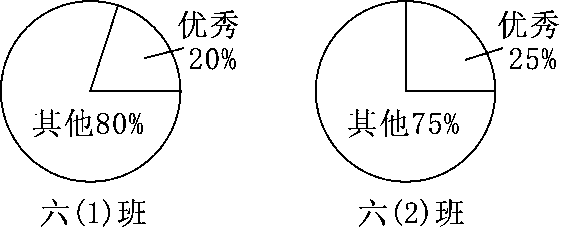 优秀
20%
其他80%
六(1)班
优秀
25%
其他75%
六(2)班